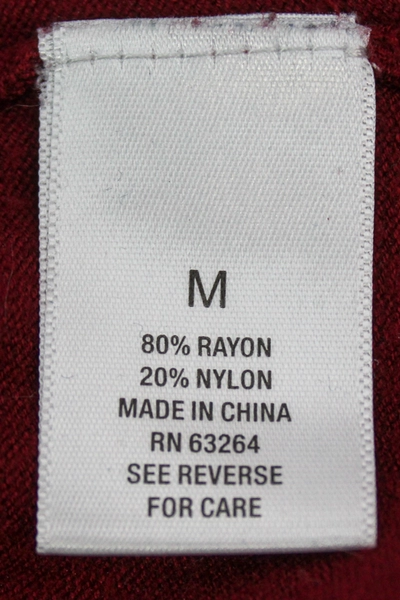 M
80% RAYON
20% NYLON
MADE IN CHINA
RN 63264
SEE REVERSE
FOR CARE